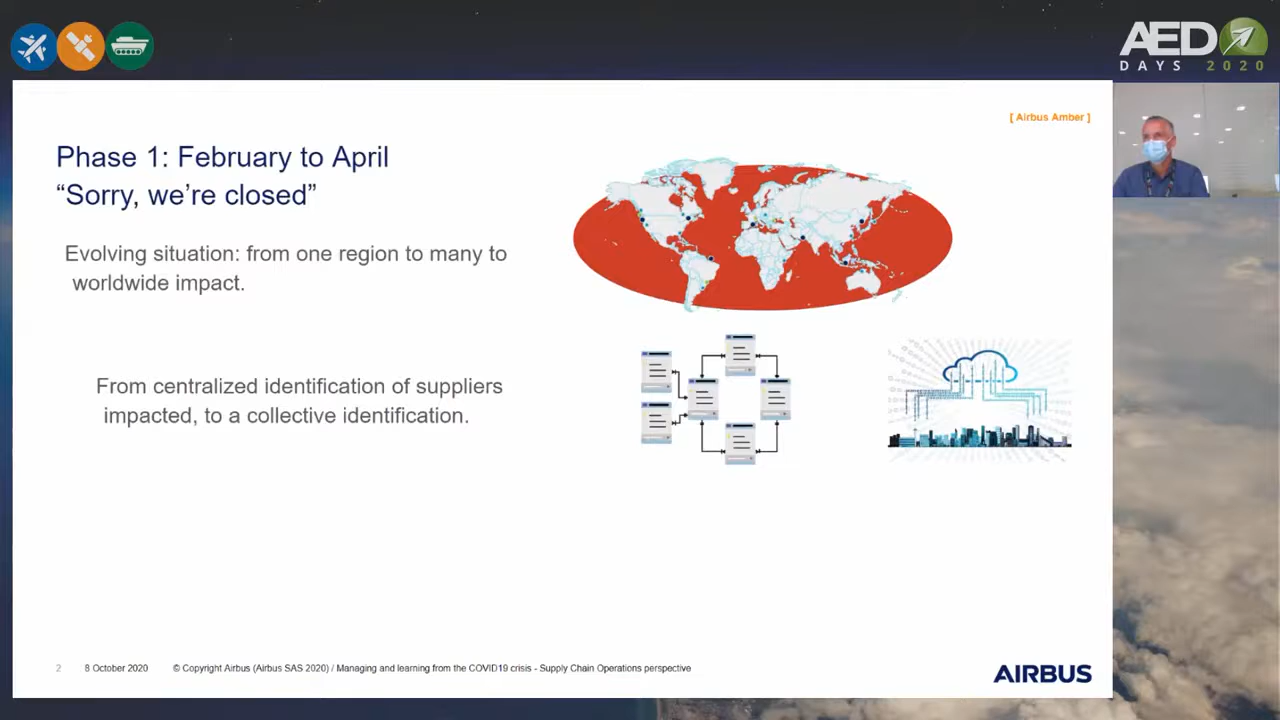 AED
DAYS 2020
[ Airbus Amber ]
Phase 1: February to April
“Sorry, we’re closed”
Evolving situation: from one region to many to
worldwide impact.
From centralized identification of suppliers
impacted, to a collective identification.
2 8 October 2020 © Copyright Airbus (Airbus SAS 2020) / Managing and learning from the COVID19 crisis - Supply Chain Operations perspective
AIRBUS